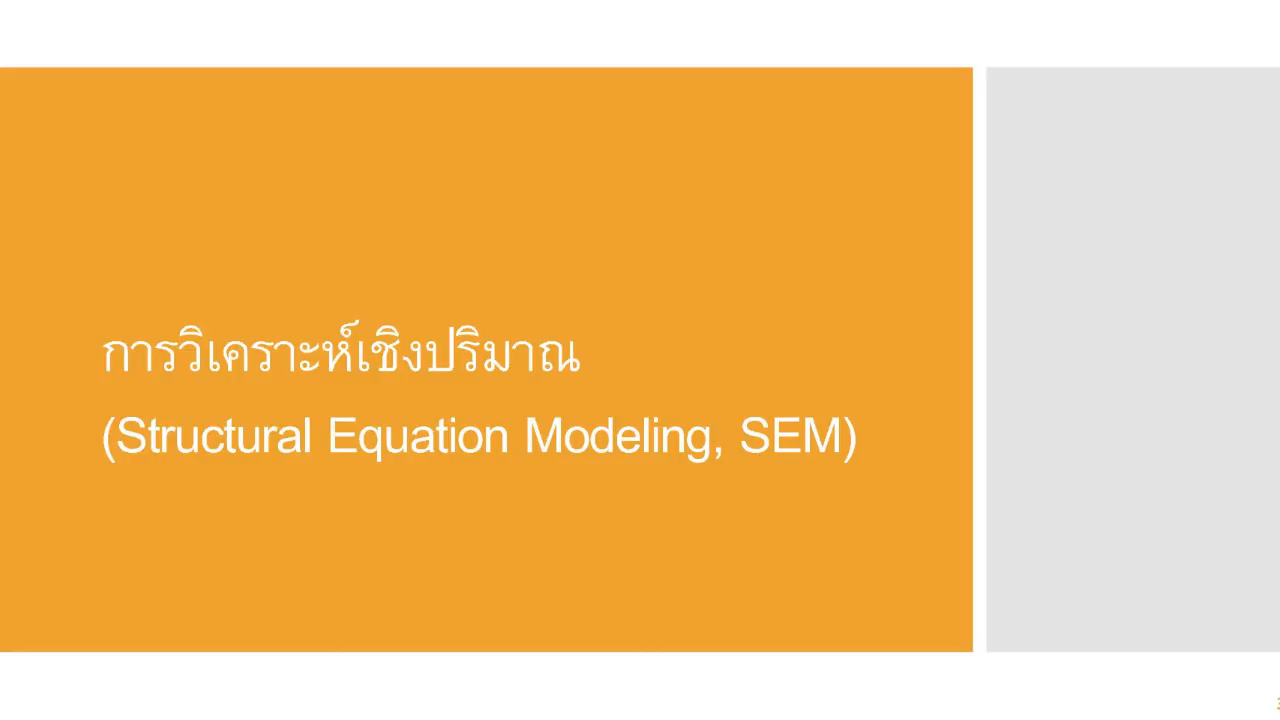 การวิเคราะห์เชิงปริมาณ
(Structural Equation Modeling, SEM)